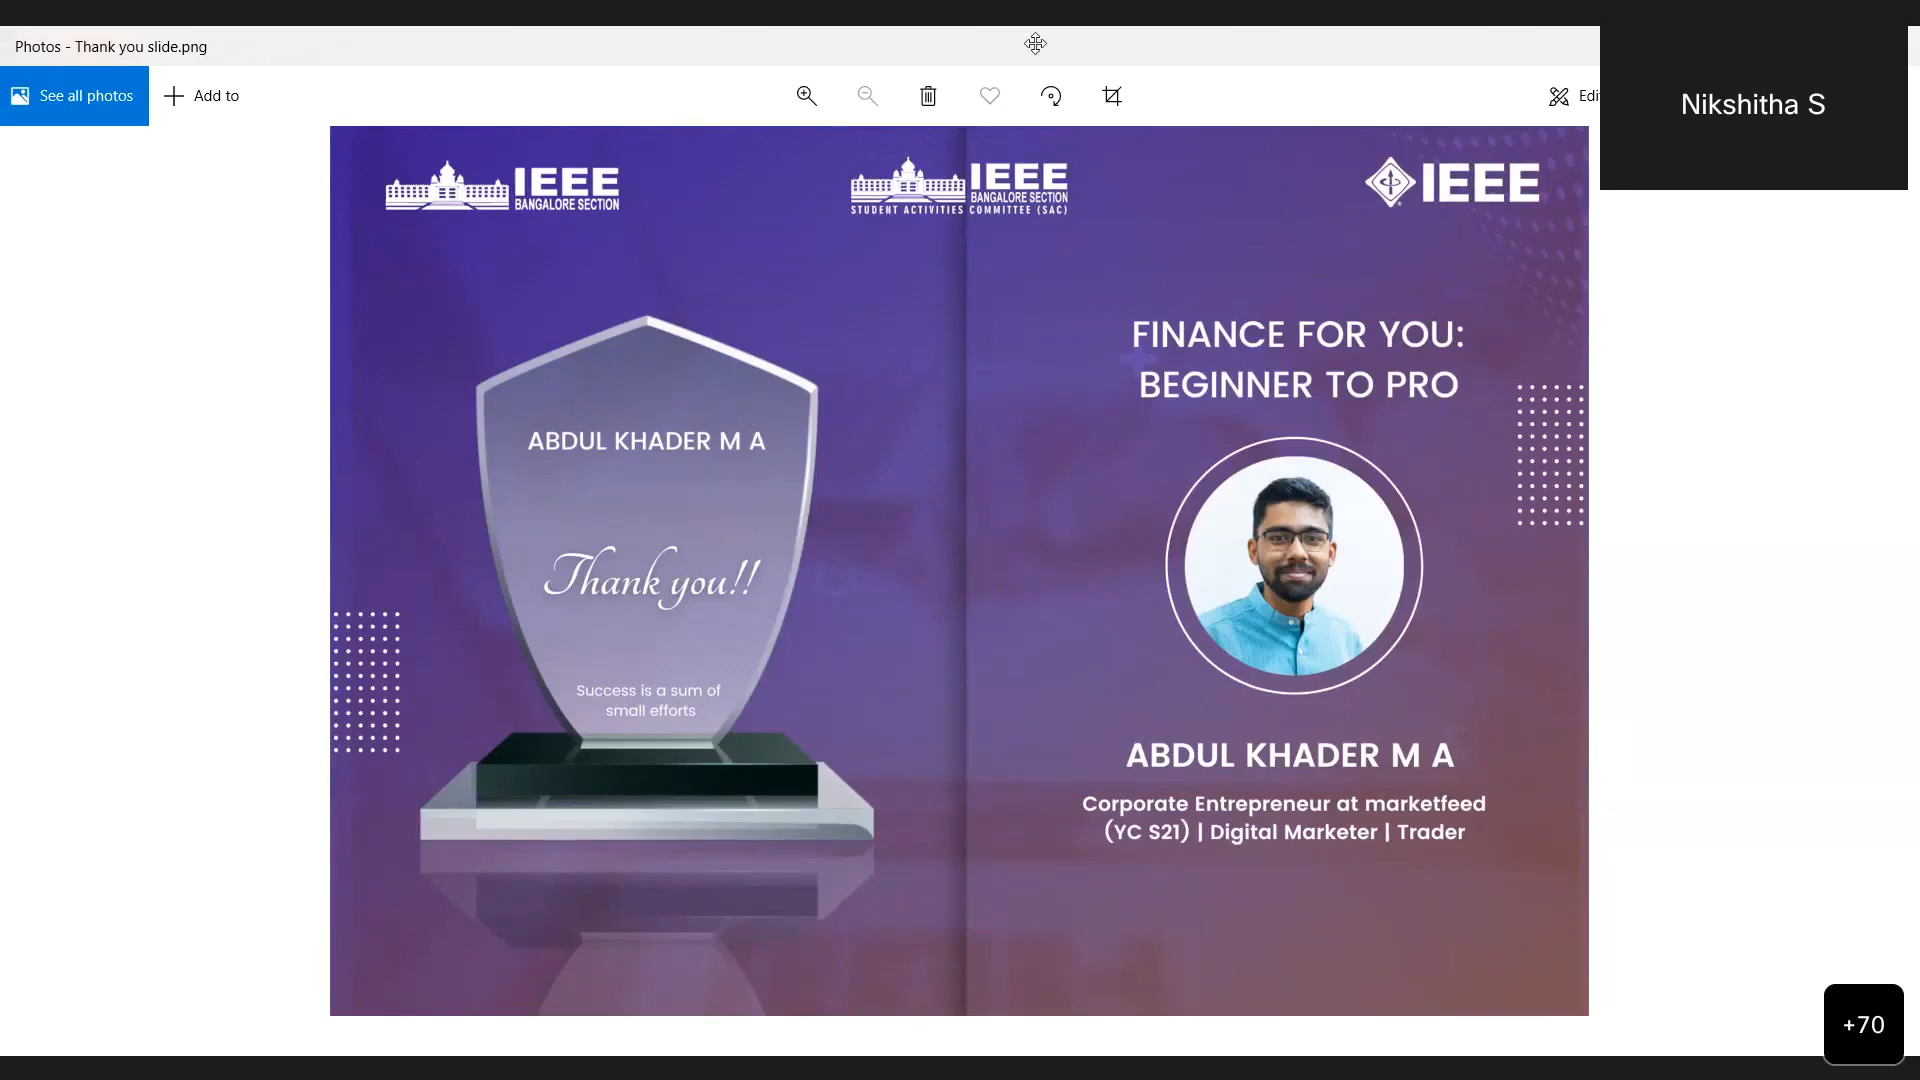 Photos - Thank you slide.png
See all photos
Add to
Edi
Nikshitha S
IEEE
BANGALORE SECTION
IEEE
BANGALORE SECTION
STUDENT ACTIVITIES COMMITTEE (SAC)
IEEE
ABDUL KHADER M A
Thank you!!
Success is a sum of
small efforts
FINANCE FOR YOU:
BEGINNER TO PRO
ABDUL KHADER M A
Corporate Entrepreneur at marketfeed
(YC S21) | Digital Marketer | Trader
+70